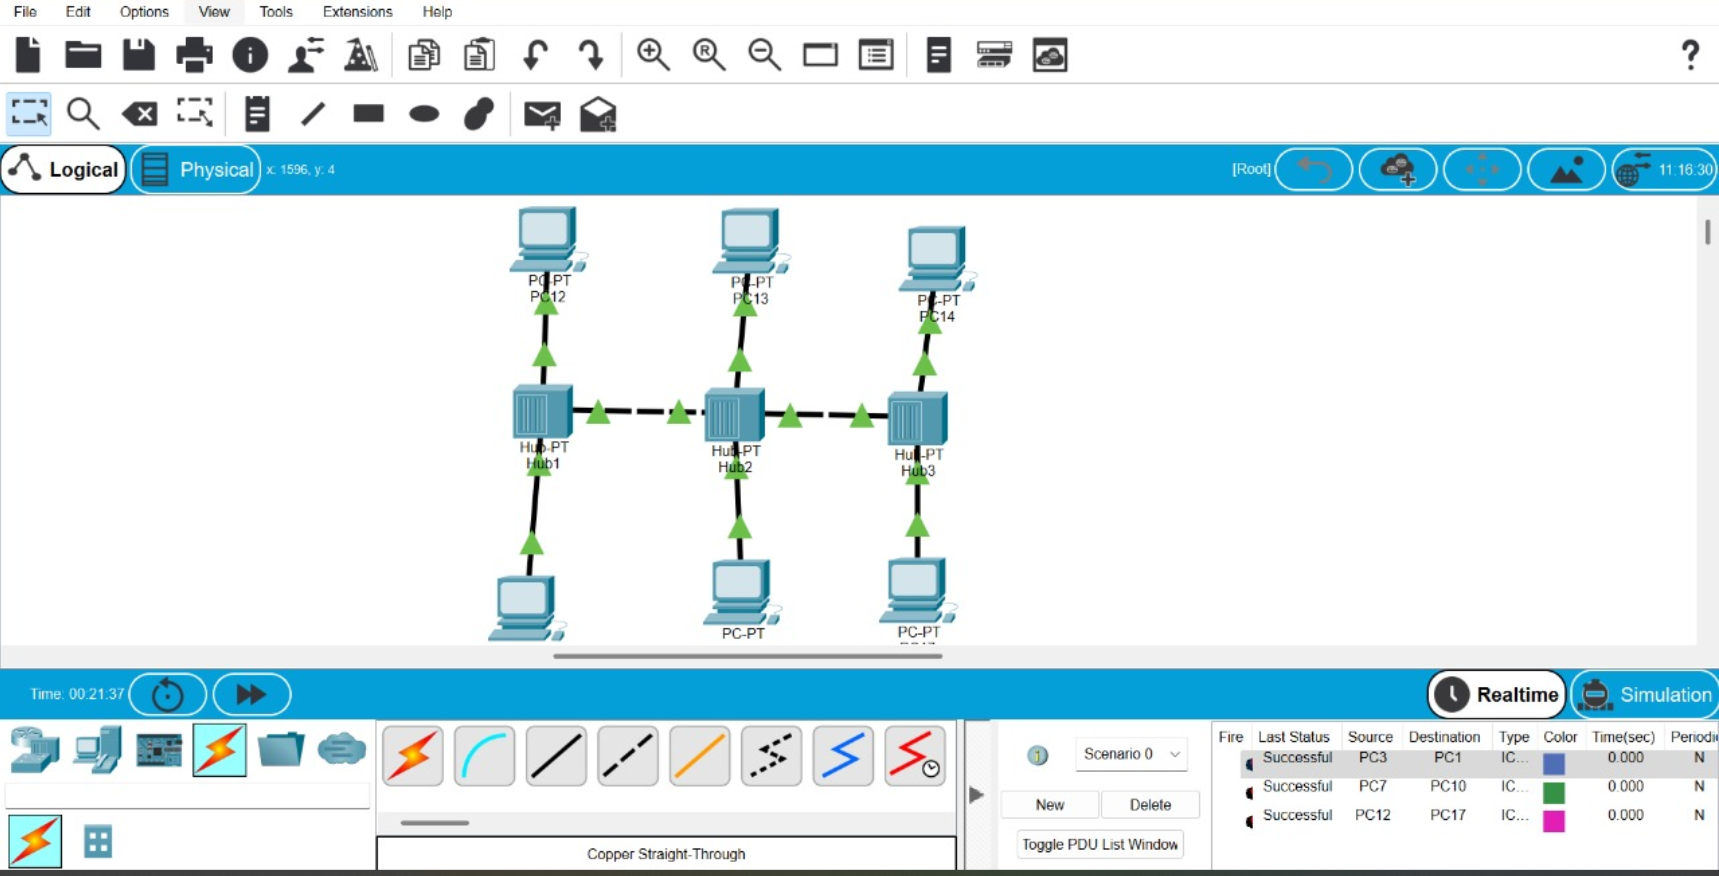 File Edit Options View Tools Extensions Help
Logical Physical x: 1596, y: 4 [Root] 11:16:30
PC-PT
PC12
PC-PT
PC13
PC-PT
PC14
Hub-PT
Hub1
Hub-PT
Hub2
Hub-PT
Hub3
PC-PT
PC-PT
Time: 00:21:37 Realtime Simulation
Scenario 0
New Delete
Toggle PDU List Window
Copper Straight-Through
Fire Last Status Source Destination Type Color Time(sec) Periodic
Successful PC3 PC1 IC... 0.000 N
Successful PC7 PC10 IC... 0.000 N
Successful PC12 PC17 IC... 0.000 N